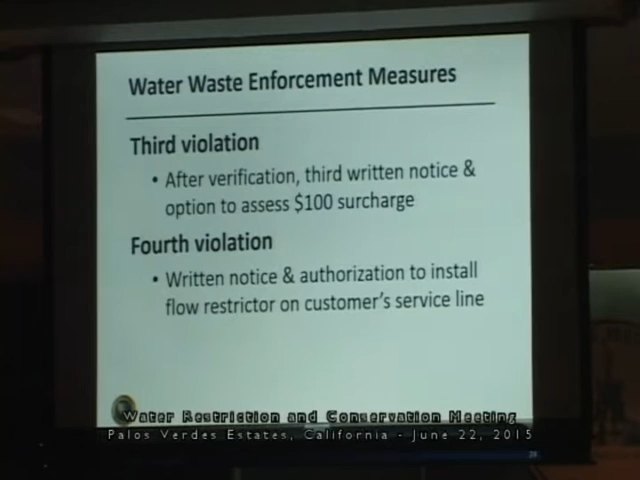 Water Waste Enforcement Measures
Third violation
• After verification, third written notice &
option to assess $100 surcharge
Fourth violation
• Written notice & authorization to install
flow restrictor on customer's service line
Water Restriction and Conservation Meeting
Palos Verdes Estates, California - June 22, 2015